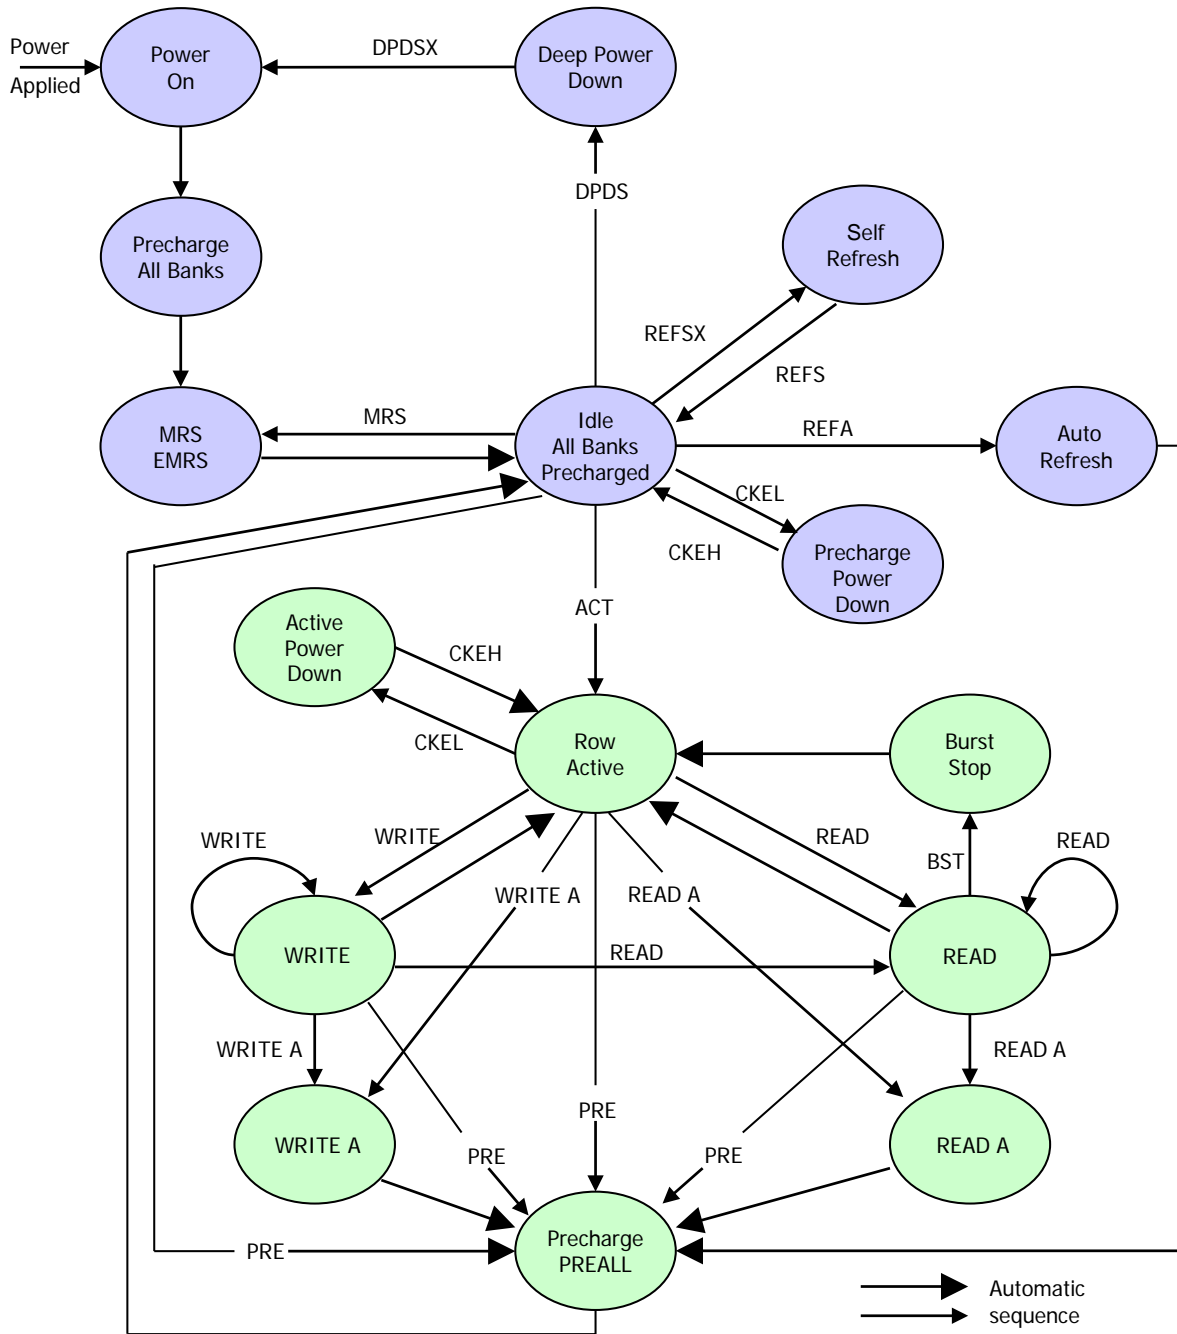 Power
Applied
Power
On
DPDSX
Deep Power
Down
DPDS
Precharge
All Banks
Self
Refresh
REFSX
REFS
MRS
EMRS
MRS
Idle
All Banks
Precharged
REFA
Auto
Refresh
CKEL
CKEH
Precharge
Power
Down
ACT
Active
Power
Down
CKEH
CKEL
Row
Active
Burst
Stop
WRITE
WRITE
READ
BST
READ
WRITE A
READ A
WRITE
READ
READ
WRITE A
READ A
WRITE A
PRE
PRE
PRE
READ A
PRE
Precharge
PREALL
Automatic
sequence